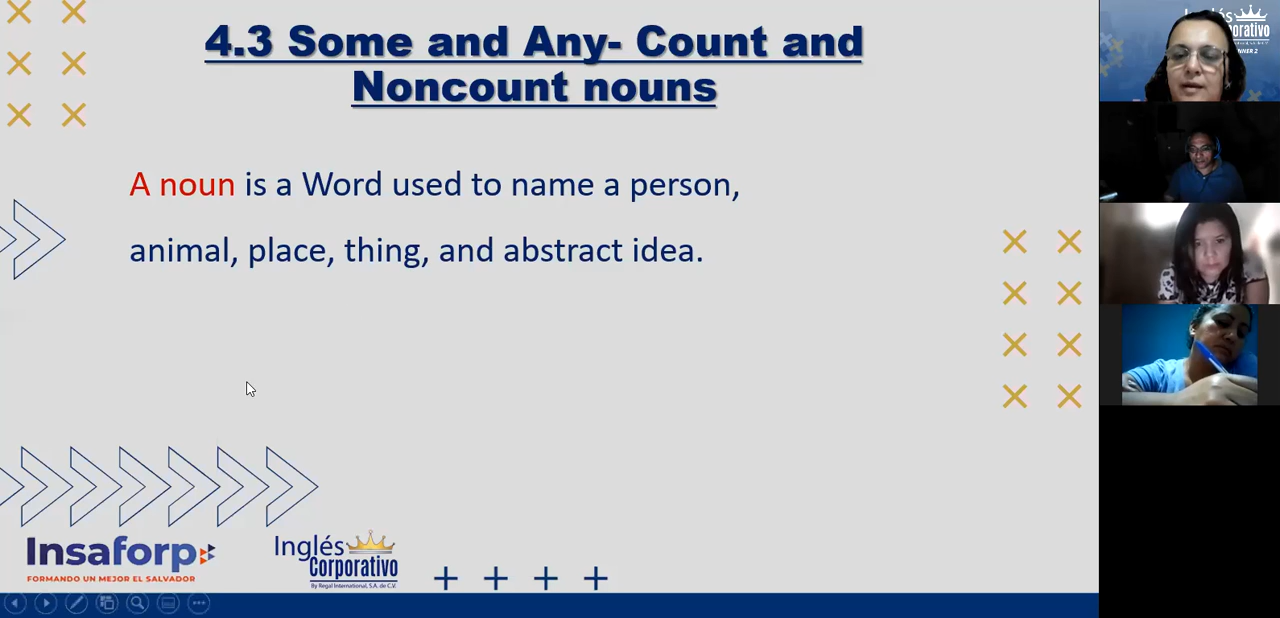 4.3 Some and Any- Count and
Noncount nouns
A noun is a Word used to name a person,
animal, place, thing, and abstract idea.
Insaforp
FORMANDO UN MEJOR EL SALVADOR
Inglés
Corporativo
By Regal International, S.A. de C.V.